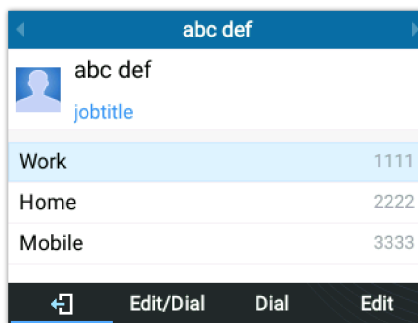 abc def
abc def
jobtitle
Work 1111
Home 2222
Mobile 3333
Edit/Dial Dial Edit